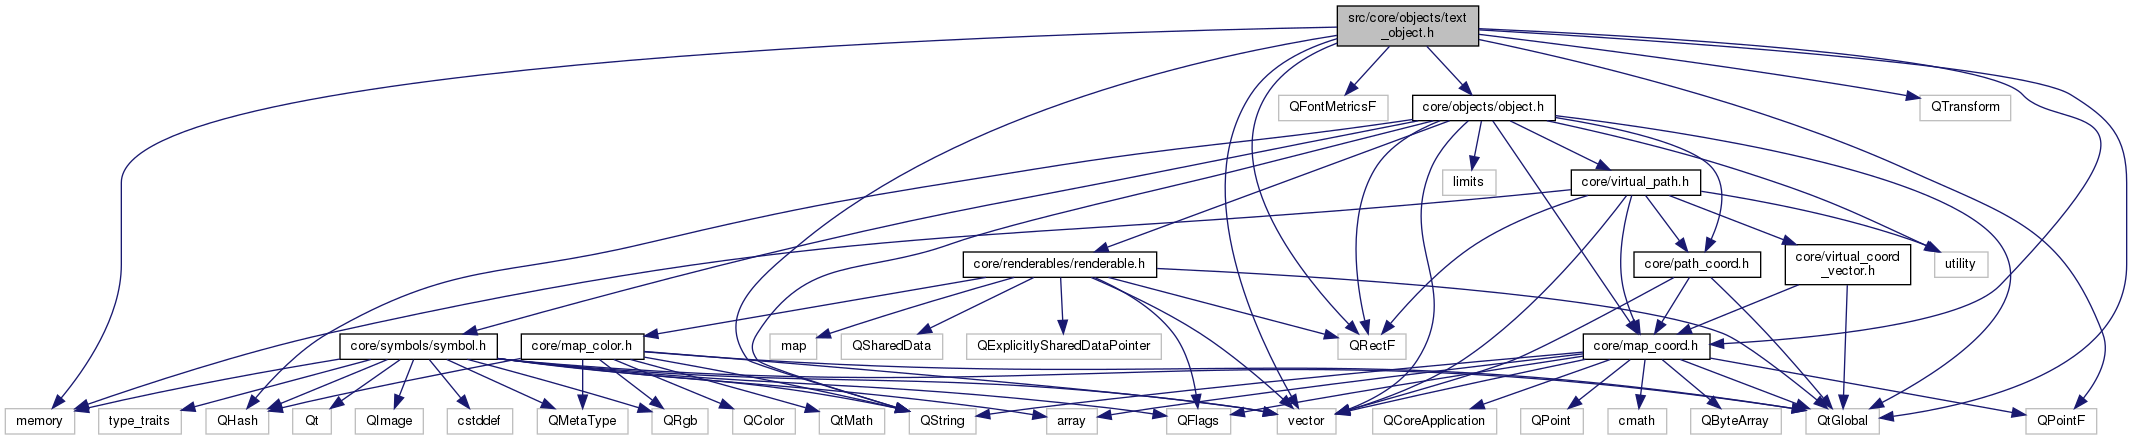 src/core/objects/text
_object.h
QFontMetricsF
core/objects/object.h
QTransform
limits
core/virtual_path.h
core/renderables/renderable.h
core/path_coord.h
core/virtual_coord
_vector.h
utility
core/symbols/symbol.h
core/map_color.h
map
QSharedData
QExplicitlySharedDataPointer
QRectF
core/map_coord.h
memory
type_traits
QHash
Qt
QImage
cstddef
QMetaType
QRgb
QColor
QtMath
QString
array
QFlags
vector
QCoreApplication
QPoint
cmath
QByteArray
QtGlobal
QPointF